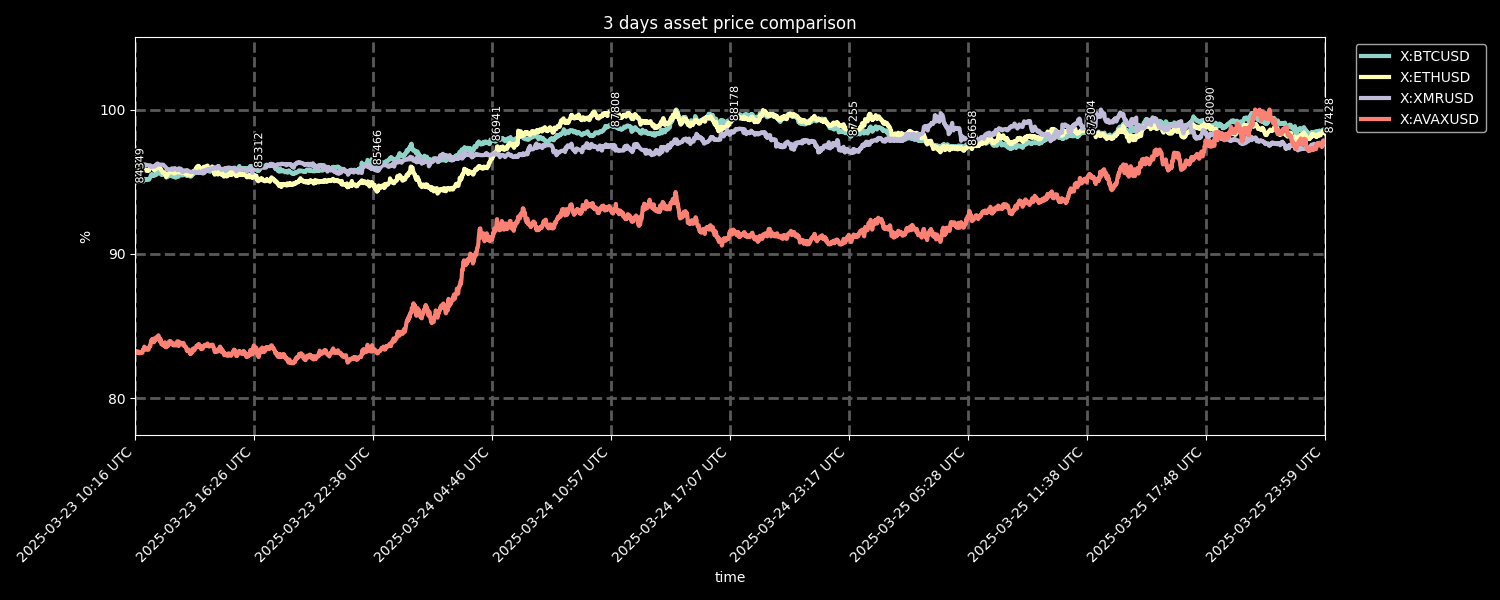 3 days asset price comparison
X:BTCUSD
X:ETHUSD
X:XMRUSD
X:AVAXUSD
100
90
80
%
84349
85312
85466
86941
87808
88178
87255
86658
87304
88090
87428
2025-03-23 10:16 UTC
2025-03-23 16:26 UTC
2025-03-23 22:36 UTC
2025-03-24 04:46 UTC
2025-03-24 10:57 UTC
2025-03-24 17:07 UTC
2025-03-24 23:17 UTC
2025-03-25 05:28 UTC
2025-03-25 11:38 UTC
2025-03-25 17:48 UTC
2025-03-25 23:59 UTC
time